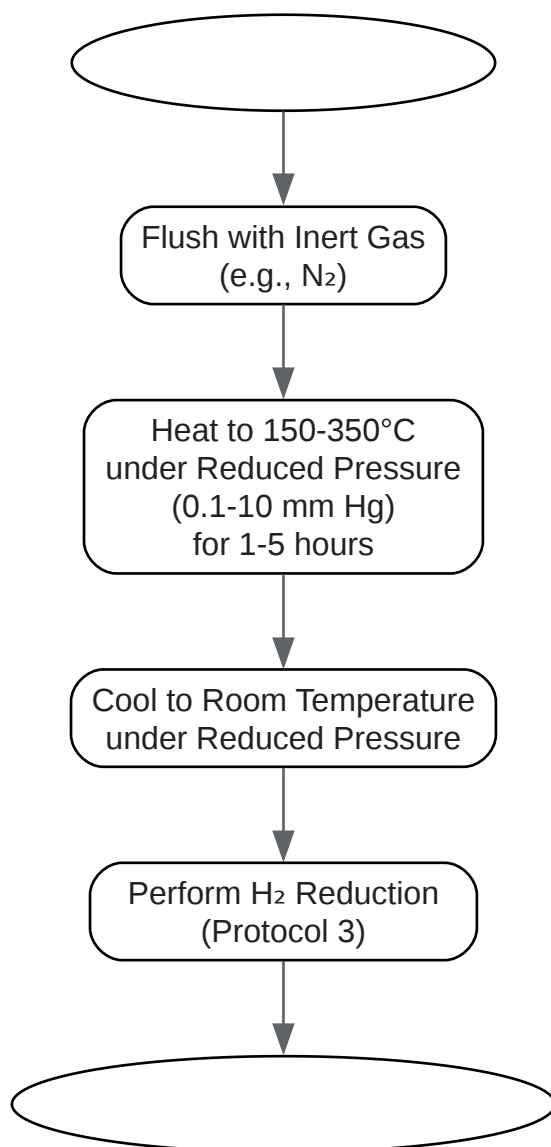 Flush with Inert Gas
(e.g., N₂)
Heat to 150-350°C
under Reduced Pressure
(0.1-10 mm Hg)
for 1-5 hours
Cool to Room Temperature
under Reduced Pressure
Perform H₂ Reduction
(Protocol 3)